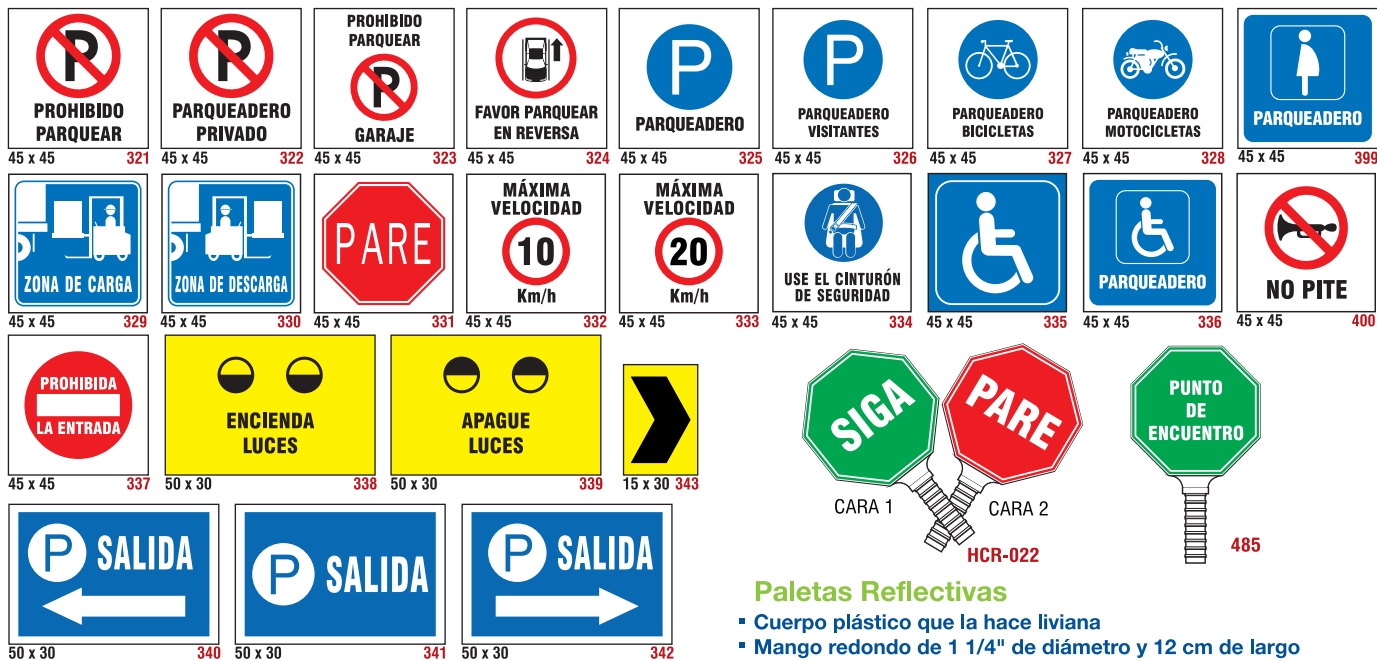 P
PROHIBIDO
PARQUEAR
45 x 45 321
P
PARQUEADERO
PRIVADO
45 x 45 322
PROHIBIDO
PARQUEAR
P
GARAJE
45 x 45 323
FAVOR PARQUEAR
EN REVERSA
45 x 45 324
P
PARQUEADERO
45 x 45 325
P
PARQUEADERO
VISITANTES
45 x 45 326
PARQUEADERO
BICICLETAS
45 x 45 327
PARQUEADERO
MOTOCICLETAS
45 x 45 328
PARQUEADERO
45 x 45 399
ZONA DE CARGA
45 x 45 329
ZONA DE DESCARGA
45 x 45 330
PARE
45 x 45 331
MÁXIMA
VELOCIDAD
10
Km/h
45 x 45 332
MÁXIMA
VELOCIDAD
20
Km/h
45 x 45 333
USE EL CINTURÓN
DE SEGURIDAD
45 x 45 334
45 x 45 335
PARQUEADERO
45 x 45 336
NO PITE
45 x 45 400
PROHIBIDA
LA ENTRADA
45 x 45 337
ENCIENDA
LUCES
50 x 30 338
APAGUE
LUCES
50 x 30 339
15 x 30 343
SIGA
CARA 1
PARE
CARA 2
HCR-022
PUNTO
DE
ENCUENTRO
485
P SALIDA
50 x 30 340
P SALIDA
50 x 30 341
P SALIDA
50 x 30 342
Paletas Reflectivas
▪ Cuerpo plástico que la hace liviana
▪ Mango redondo de 1 1/4" de diámetro y 12 cm de largo